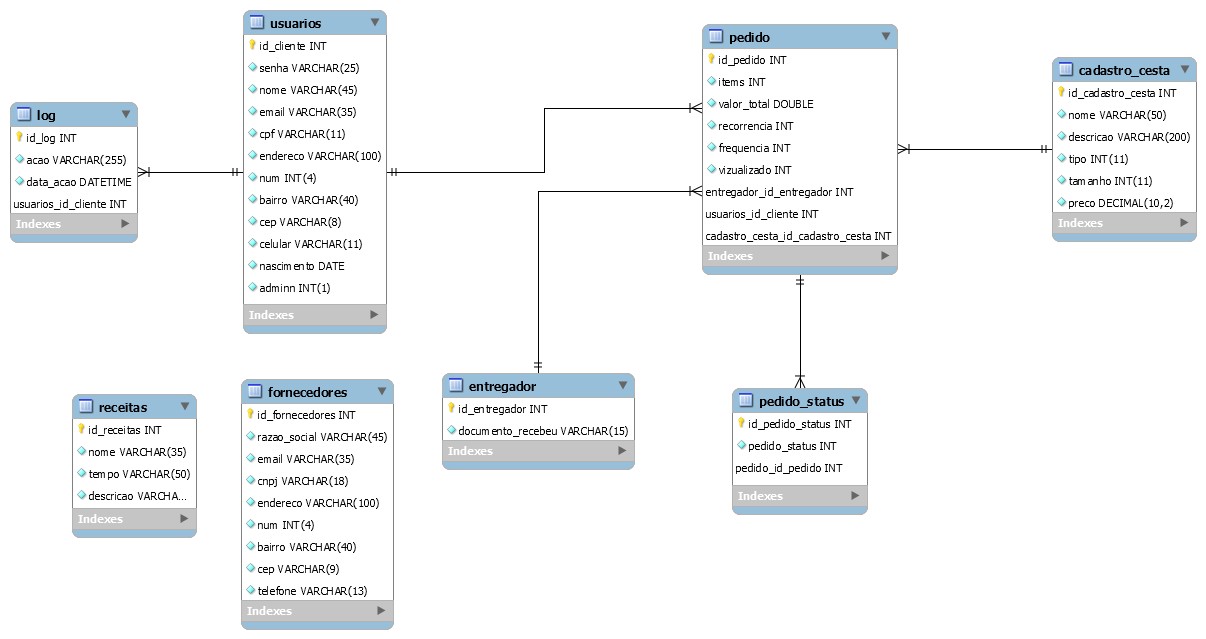 log
id_log INT
acao VARCHAR(255)
data_acao DATETIME
usuarios_id_cliente INT
Indexes
usuarios
id_cliente INT
senha VARCHAR(25)
nome VARCHAR(45)
email VARCHAR(35)
cpf VARCHAR(11)
endereco VARCHAR(100)
num INT(4)
bairro VARCHAR(40)
cep VARCHAR(8)
celular VARCHAR(11)
nascimento DATE
adminn INT(1)
Indexes
pedido
id_pedido INT
items INT
valor_total DOUBLE
recorrencia INT
frequencia INT
vizualizado INT
entregador_id_entregador INT
usuarios_id_cliente INT
cadastro_cesta_id_cadastro_cesta INT
Indexes
cadastro_cesta
id_cadastro_cesta INT
nome VARCHAR(50)
descricao VARCHAR(200)
tipo INT(11)
tamanho INT(11)
preco DECIMAL(10,2)
Indexes
receitas
id_receitas INT
nome VARCHAR(35)
tempo VARCHAR(50)
descricao VARCHA...
Indexes
fornecedores
id_fornecedores INT
razao_social VARCHAR(45)
email VARCHAR(35)
cnpj VARCHAR(18)
endereco VARCHAR(100)
num INT(4)
bairro VARCHAR(40)
cep VARCHAR(9)
telefone VARCHAR(13)
Indexes
entregador
id_entregador INT
documento_recebeu VARCHAR(15)
Indexes
pedido_status
id_pedido_status INT
pedido_status INT
pedido_id_pedido INT
Indexes